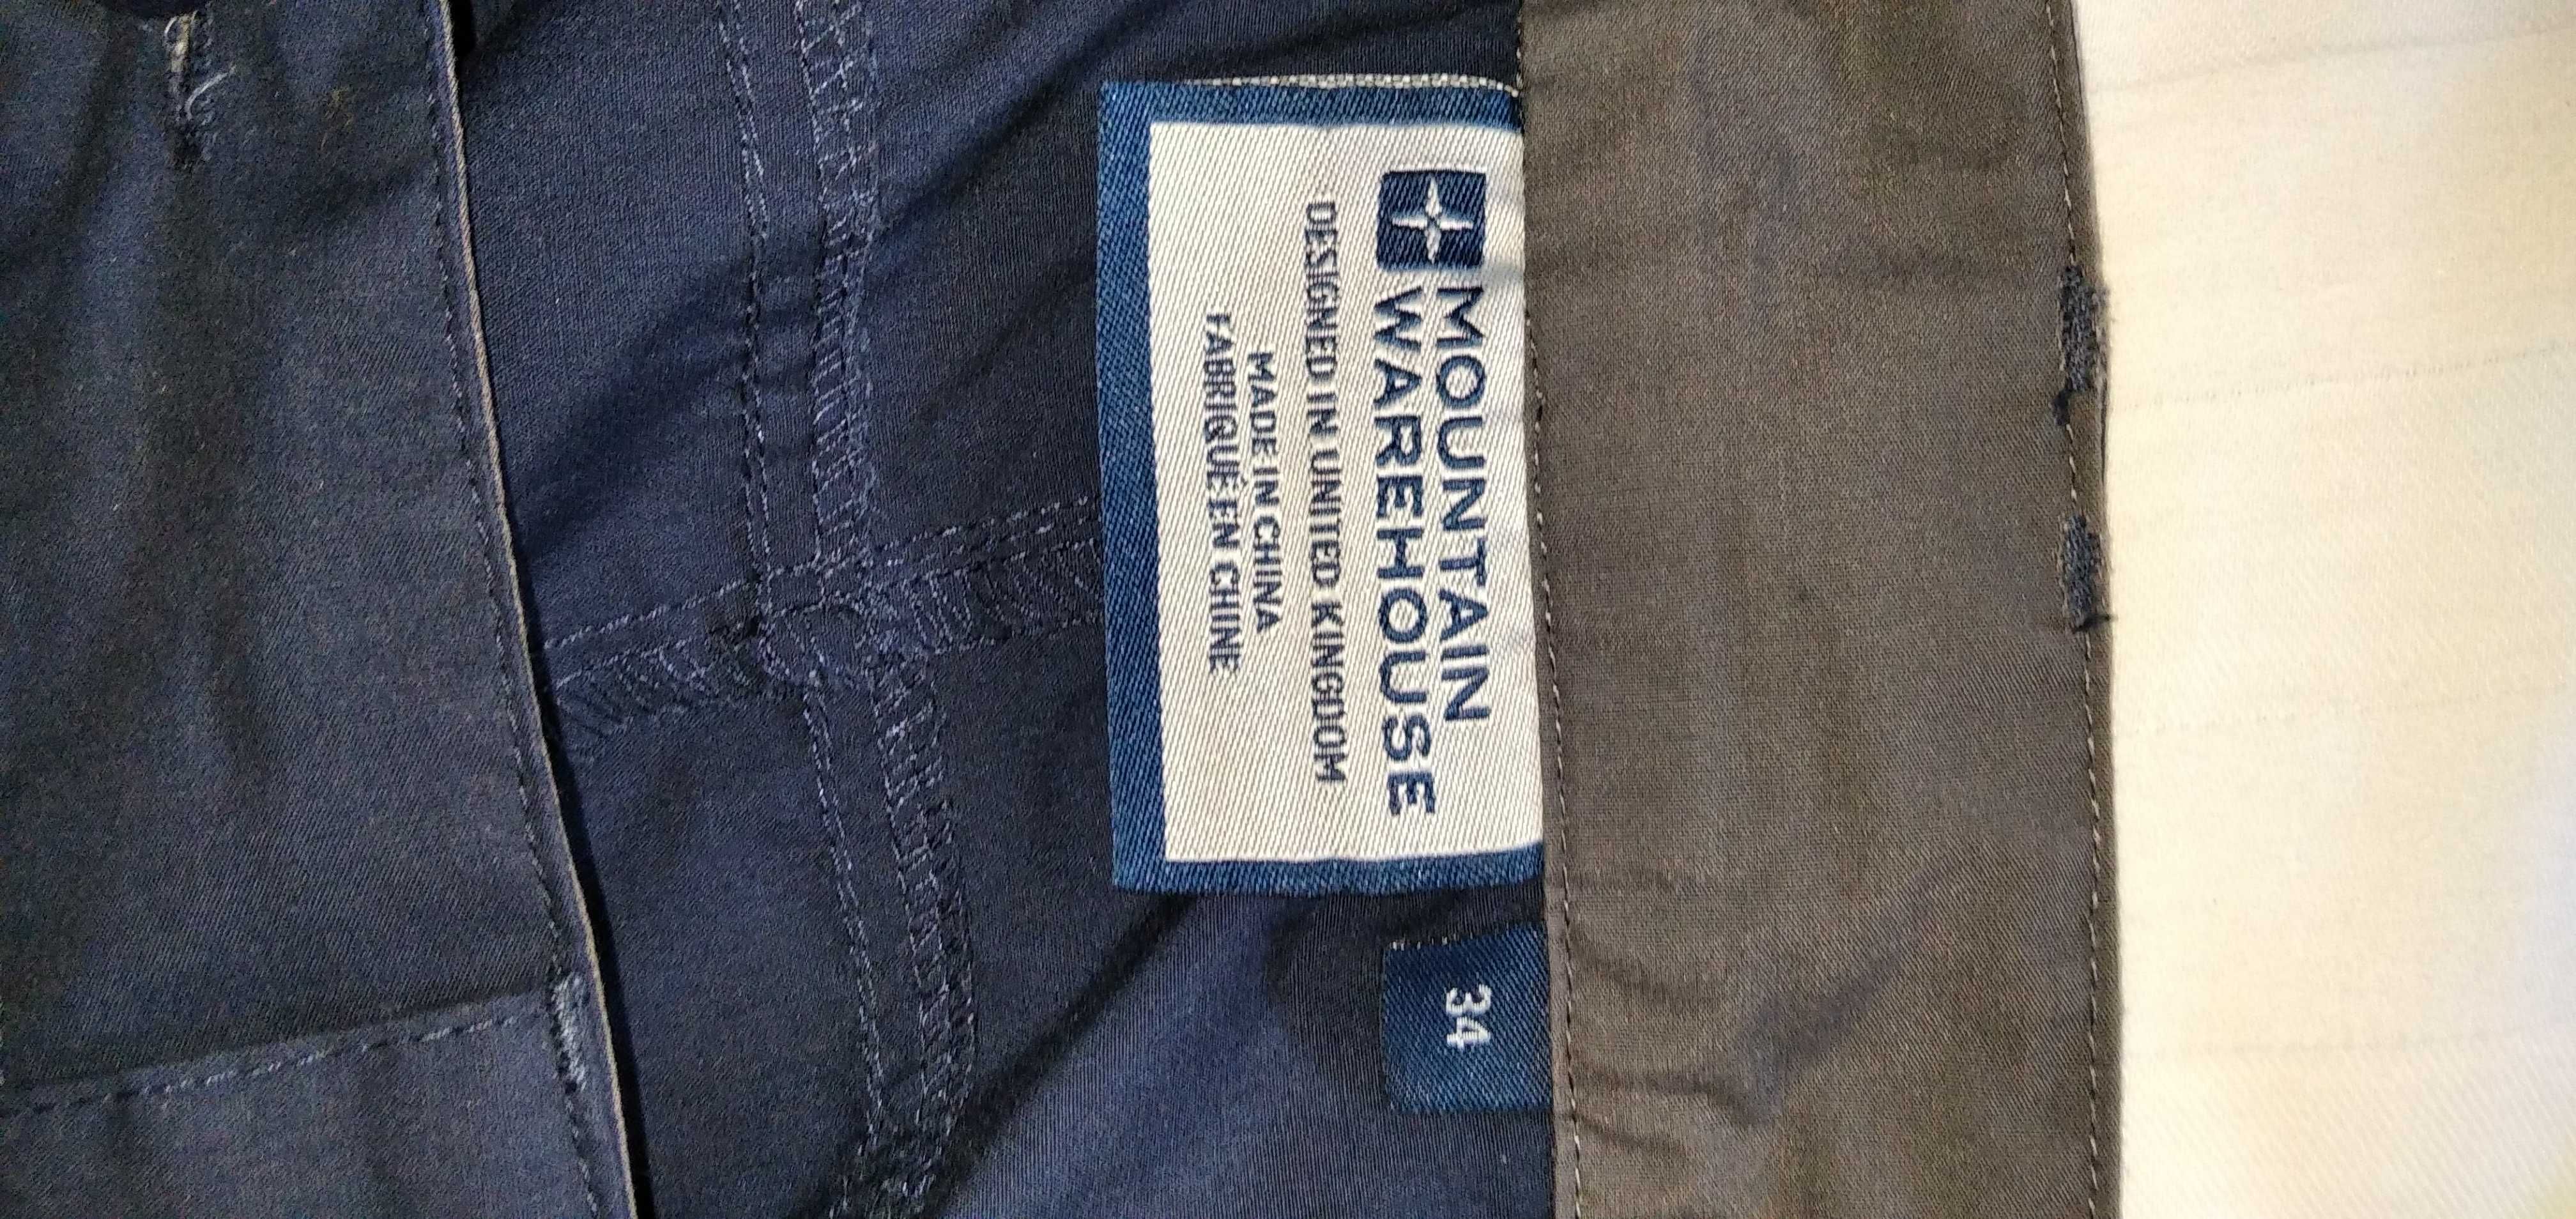 MOUNTAIN
WAREHOUSE
DESIGNED IN UNITED KINGDOM
MADE IN CHINA
FABRIQUÉ EN CHINE
34